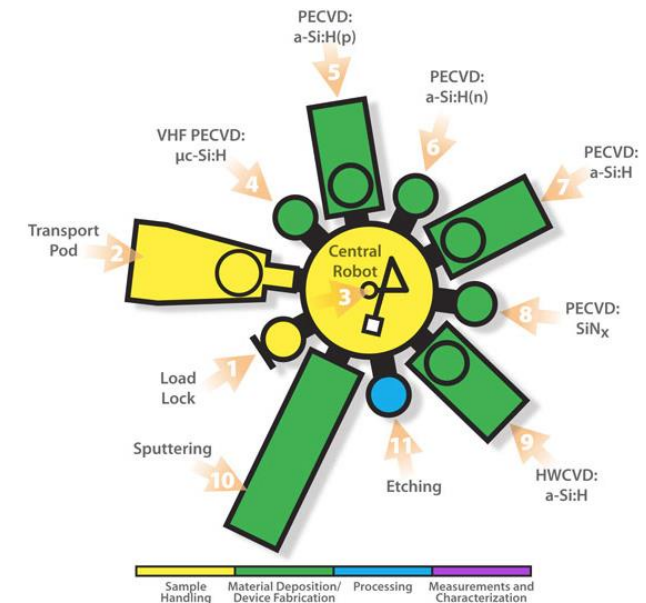 PECVD:
a-Si:H(p)
5
PECVD:
a-Si:H(n)
6
VHF PECVD:
µc-Si:H
4
PECVD:
a-Si:H
7
Transport
Pod
2
Central
Robot
3
PECVD:
SiNx
8
1
Load
Lock
Sputtering
10
11
Etching
9
HWCVD:
a-Si:H
Sample
Handling
Material Deposition/
Device Fabrication
Processing
Measurements and
Characterization